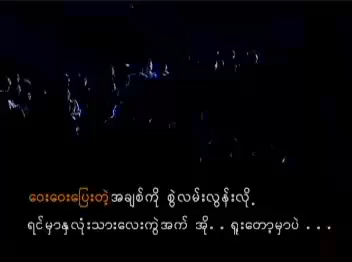 ဝေးဝေးပြေးတဲ့အချစ်ကို စွဲလမ်းလွန်းလို့
ရင်မှာနှလုံးသားလေးကွဲအက် အို. . ရူးတော့မှာပဲ . . .